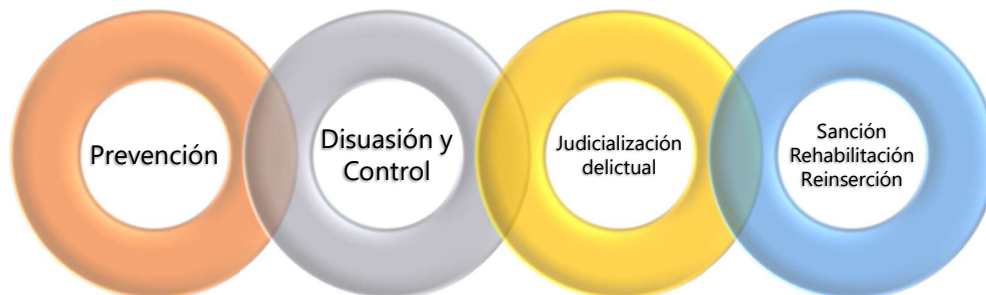 Prevención
Disuasión y
Control
Judicialización
delictual
Sanción
Rehabilitación
Reinserción